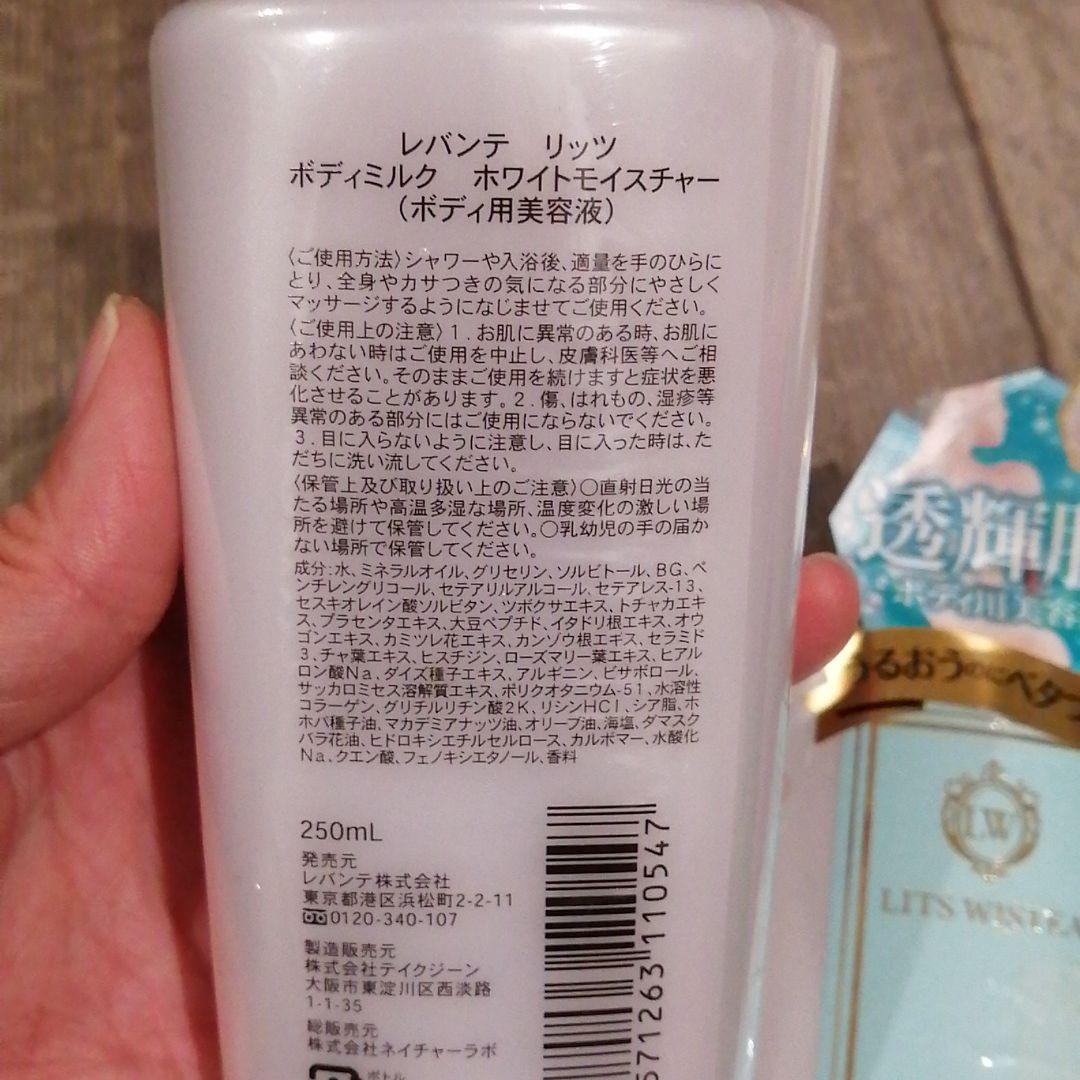 レバンテ　リッツ
ボディミルク　ホワイトモイスチャー
（ボディ用美容液）
〈ご使用方法〉シャワーや入浴後、適量を手のひらに
とり、全身やカサつきの気になる部分にやさしく
マッサージするようになじませてご使用ください。
〈ご使用上の注意〉1．お肌に異常のある時、お肌に
あわない時はご使用を中止し、皮膚科医等へご相
談ください。そのままご使用を続けますと症状を悪
化させることがあります。2．傷、はれもの、湿疹等
異常のある部分にはご使用にならないでください。
3．目に入らないように注意し、目に入った時は、た
だちに洗い流してください。
〈保管上及び取り扱い上のご注意〉○直射日光の当
たる場所や高温多湿な場所、温度変化の激しい場
所を避けて保管してください。○乳幼児の手の届か
ない場所で保管してください。
成分：水、ミネラルオイル、グリセリン、ソルビトール、BG、ペ
ンチレングリコール、セテアリルアルコール、セテアレス-13、
セスキオレイン酸ソルビタン、ツボクサエキス、トチャカエキ
ス、プラセンタエキス、大豆ペプチド、イタドリ根エキス、オウ
ゴンエキス、カミツレ花エキス、カンゾウ根エキス、セラミド
3、チャ葉エキス、ヒスチジン、ローズマリー葉エキス、ヒアル
ロン酸Na、ダイズ種子エキス、アルギニン、ビサボロール、
サッカロミセス溶解質エキス、ポリクオタニウム-51、水溶性
コラーゲン、グリチルリチン酸2K、リシンHCl、シア脂、ホ
ホバ種子油、マカデミアナッツ油、オリーブ油、海塩、ダマスク
バラ花油、ヒドロキシエチルセルロース、カルボマー、水酸化
Na、クエン酸、フェノキシエタノール、香料
250mL
発売元
レバンテ株式会社
東京都港区浜松町2-2-11
0120-340-107
製造販売元
株式会社テイクジーン
大阪市東淀川区西淡路
1-1-35
総販売元
株式会社ネイチャーラボ
ボトル
571263110547
透輝肌
ボディ用美容
うるおうのにベタつ
LW
LITS WISTEA